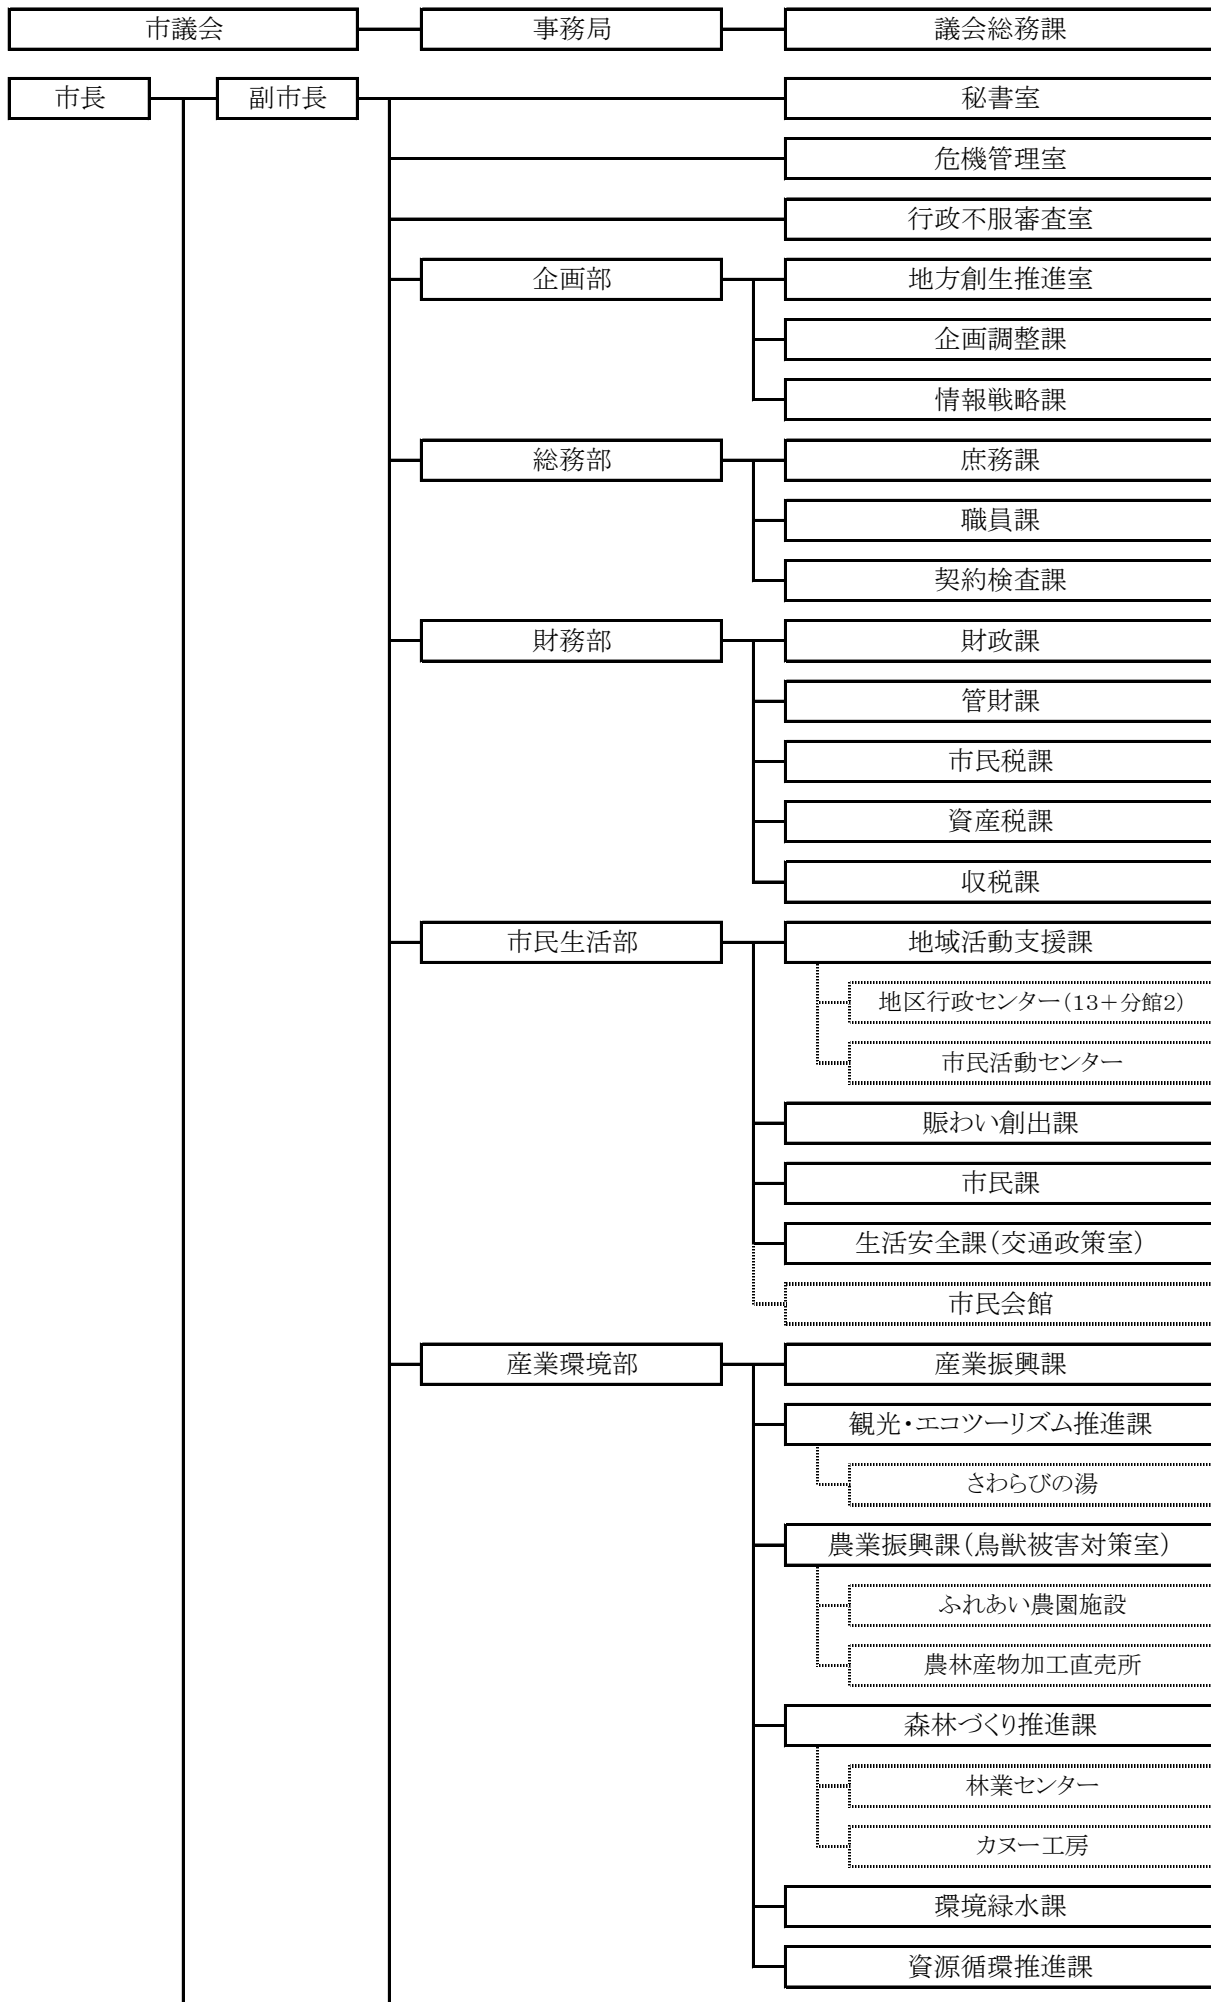 市議会 事務局 議会総務課
市長 副市長 秘書室
危機管理室
行政不服審査室
企画部 地方創生推進室
企画調整課
情報戦略課
総務部 庶務課
職員課
契約検査課
財務部 財政課
管財課
市民税課
資産税課
収税課
市民生活部 地域活動支援課
地区行政センター(13+分館2)
市民活動センター
賑わい創出課
市民課
生活安全課(交通政策室)
市民会館
産業環境部 産業振興課
観光・エコツーリズム推進課
さわらびの湯
農業振興課(鳥獣被害対策室)
ふれあい農園施設
農林産物加工直売所
森林づくり推進課
林業センター
カヌー工房
環境緑水課
資源循環推進課